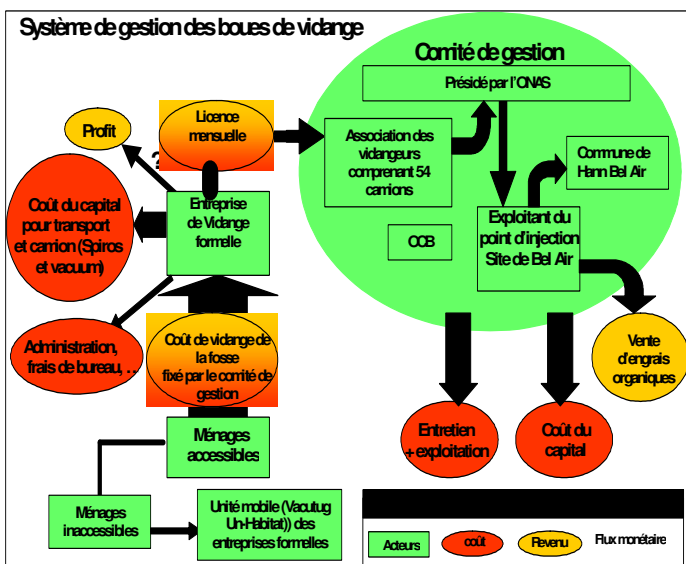 Système de gestion des boues de vidange
Comité de gestion
Présidé par l'ONAS
Licence
mensuelle
Profit
?
Association des
vidangeurs
comprenant 54
camions
Commune de
Hann Bel Air
Coût du capital
pour transport
et camion (Spiros
et vacuum)
Entreprise
de Vidange
formelle
OCB
Exploitant du
point d'injection
Site de Bel Air
Administration,
frais de bureau, ..
Coût de vidange de
la fosse
fixé par le comité de
gestion
Vente
d'engrais
organiques
Ménages
accessibles
Entretien
+ exploitation
Coût du
capital
Ménages
inaccessibles
Unité mobile (Vacutug
Un-Habitat)) des
entreprises formelles
Acteurs
coût
Revenu
Flux monétaire